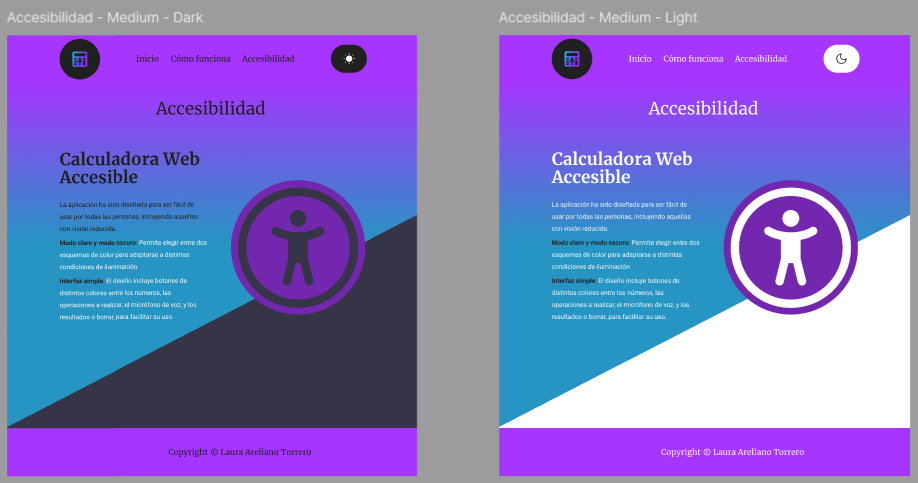 Accesibilidad - Medium - Dark
Inicio Cómo funciona Accesibilidad
Accesibilidad
Calculadora Web
Accesible
La aplicación ha sido diseñada para ser fácil de
usar por todas las personas, incluyendo aquellas
con visión reducida.
Modo claro y modo oscuro: Permite elegir entre dos
esquemas de color para adaptarse a distintas
condiciones de iluminación
Interfaz simple: El diseño incluye botones de
distintos colores entre los números, las
operaciones a realizar, el micrófono de voz, y los
resultados o borrar, para facilitar su uso.
Copyright © Laura Arellano Torrero
Accesibilidad - Medium - Light
Inicio Cómo funciona Accesibilidad
Accesibilidad
Calculadora Web
Accesible
La aplicación ha sido diseñada para ser fácil de
usar por todas las personas, incluyendo aquellas
con visión reducida.
Modo claro y modo oscuro: Permite elegir entre dos
esquemas de color para adaptarse a distintas
condiciones de iluminación
Interfaz simple: El diseño incluye botones de
distintos colores entre los números, las
operaciones a realizar, el micrófono de voz, y los
resultados o borrar, para facilitar su uso.
Copyright © Laura Arellano Torrero